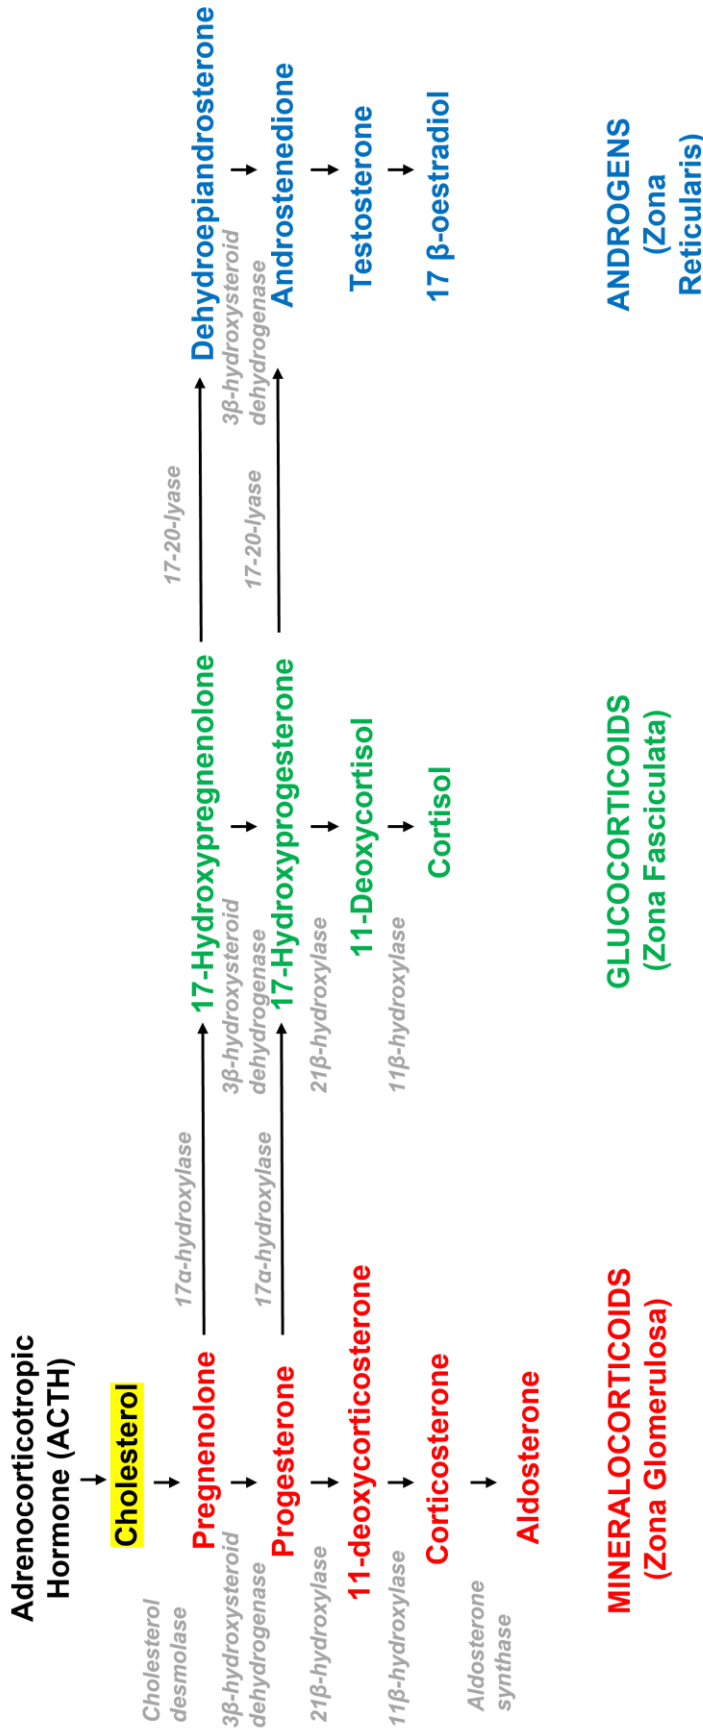 Adrenocorticotropic
Hormone (ACTH)
Cholesterol
Cholesterol
desmolase
Pregnenolone
17α-hydroxylase
17-Hydroxypregnenolone
17-20-lyase
Dehydroepiandrosterone
3β-hydroxysteroid
dehydrogenase
3β-hydroxysteroid
dehydrogenase
3β-hydroxysteroid
dehydrogenase
Progesterone
17α-hydroxylase
17-Hydroxyprogesterone
17-20-lyase
Androstenedione
21β-hydroxylase
21β-hydroxylase
11-deoxycorticosterone
11-Deoxycortisol
Testosterone
11β-hydroxylase
11β-hydroxylase
Corticosterone
Cortisol
17 β-oestradiol
Aldosterone
synthase
Aldosterone
MINERALOCORTICOIDS
(Zona Glomerulosa)
GLUCOCORTICOIDS
(Zona Fasciculata)
ANDROGENS
(Zona
Reticularis)